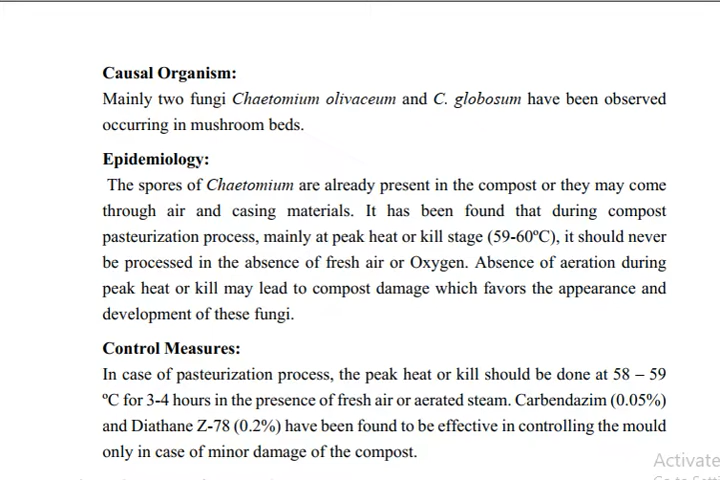 Causal Organism:
Mainly two fungi Chaetomium olivaceum and C. globosum have been observed
occurring in mushroom beds.
Epidemiology:
The spores of Chaetomium are already present in the compost or they may come
through air and casing materials. It has been found that during compost
pasteurization process, mainly at peak heat or kill stage (59-60ºC), it should never
be processed in the absence of fresh air or Oxygen. Absence of aeration during
peak heat or kill may lead to compost damage which favors the appearance and
development of these fungi.
Control Measures:
In case of pasteurization process, the peak heat or kill should be done at 58 – 59
ºC for 3-4 hours in the presence of fresh air or aerated steam. Carbendazim (0.05%)
and Diathane Z-78 (0.2%) have been found to be effective in controlling the mould
only in case of minor damage of the compost.
Activate